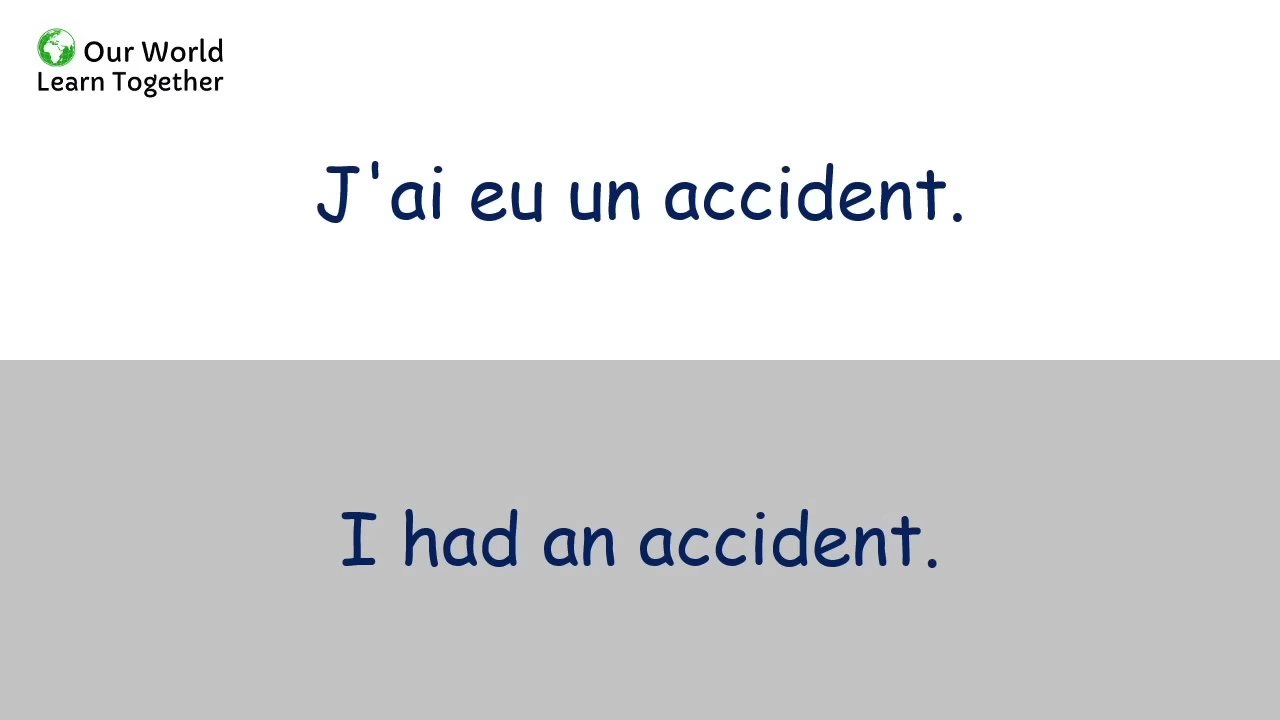 Our World
Learn Together
J'ai eu un accident.
I had an accident.